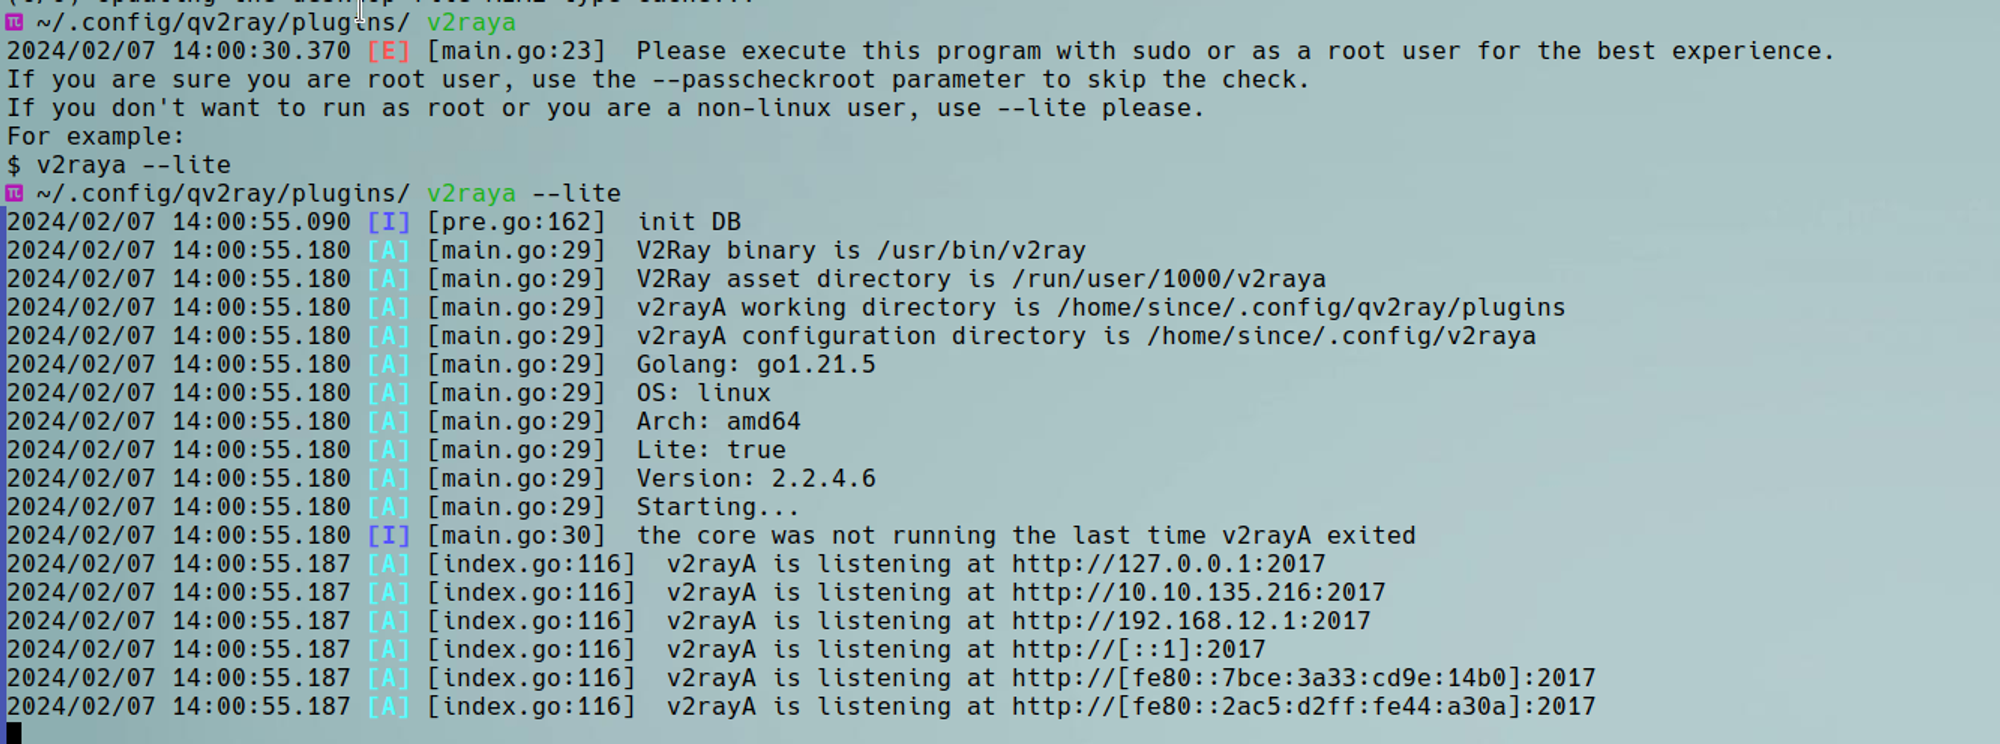 ~/.config/qv2ray/plugins/ v2raya
2024/02/07 14:00:30.370 [E] [main.go:23]  Please execute this program with sudo or as a root user for the best experience.
If you are sure you are root user, use the --passcheckroot parameter to skip the check.
If you don't want to run as root or you are a non-linux user, use --lite please.
For example:
$ v2raya --lite
~/.config/qv2ray/plugins/ v2raya --lite
2024/02/07 14:00:55.090 [I] [pre.go:162]  init DB
2024/02/07 14:00:55.180 [A] [main.go:29]  V2Ray binary is /usr/bin/v2ray
2024/02/07 14:00:55.180 [A] [main.go:29]  V2Ray asset directory is /run/user/1000/v2raya
2024/02/07 14:00:55.180 [A] [main.go:29]  v2rayA working directory is /home/since/.config/qv2ray/plugins
2024/02/07 14:00:55.180 [A] [main.go:29]  v2rayA configuration directory is /home/since/.config/v2raya
2024/02/07 14:00:55.180 [A] [main.go:29]  Golang: go1.21.5
2024/02/07 14:00:55.180 [A] [main.go:29]  OS: linux
2024/02/07 14:00:55.180 [A] [main.go:29]  Arch: amd64
2024/02/07 14:00:55.180 [A] [main.go:29]  Lite: true
2024/02/07 14:00:55.180 [A] [main.go:29]  Version: 2.2.4.6
2024/02/07 14:00:55.180 [A] [main.go:29]  Starting...
2024/02/07 14:00:55.180 [I] [main.go:30]  the core was not running the last time v2rayA exited
2024/02/07 14:00:55.187 [A] [index.go:116]  v2rayA is listening at http://127.0.0.1:2017
2024/02/07 14:00:55.187 [A] [index.go:116]  v2rayA is listening at http://10.10.135.216:2017
2024/02/07 14:00:55.187 [A] [index.go:116]  v2rayA is listening at http://192.168.12.1:2017
2024/02/07 14:00:55.187 [A] [index.go:116]  v2rayA is listening at http://[::1]:2017
2024/02/07 14:00:55.187 [A] [index.go:116]  v2rayA is listening at http://[fe80::7bce:3a33:cd9e:14b0]:2017
2024/02/07 14:00:55.187 [A] [index.go:116]  v2rayA is listening at http://[fe80::2ac5:d2ff:fe44:a30a]:2017